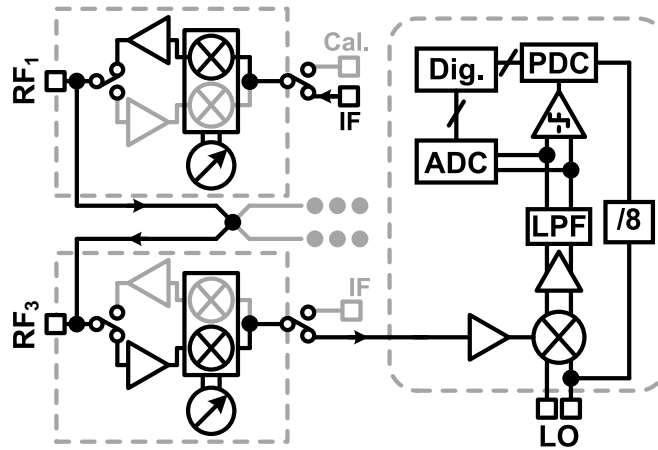 RF1
Cal.
IF
RF3
IF
Dig.
PDC
ADC
LPF
/8
LO